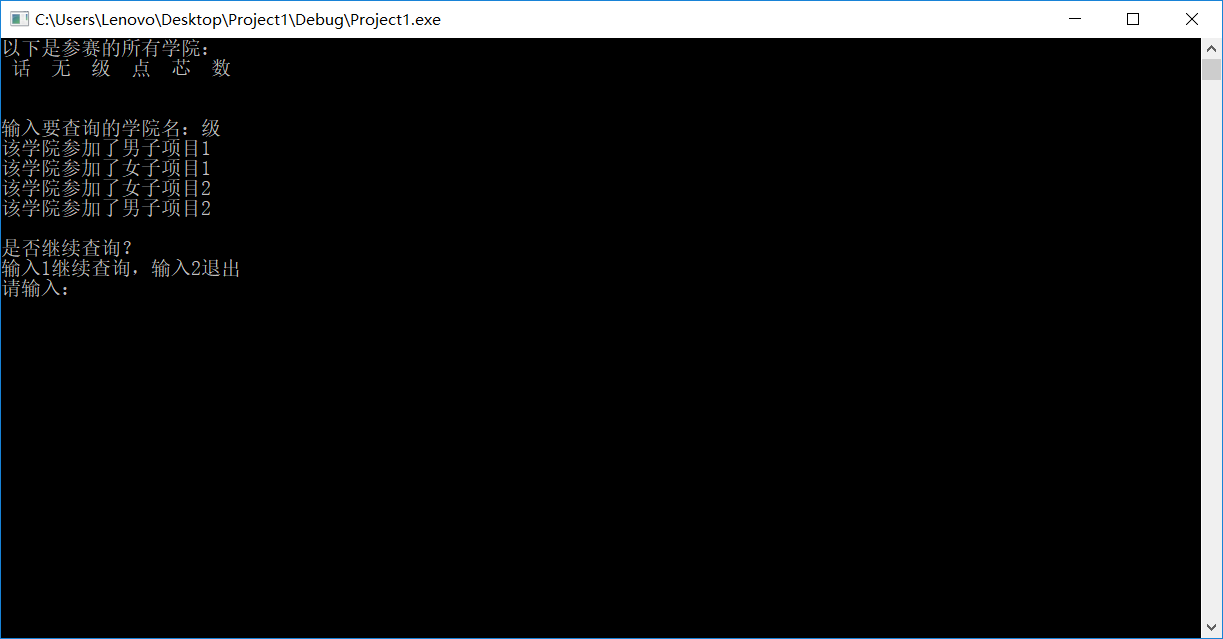 C:\Users\Lenovo\Desktop\Project1\Debug\Project1.exe
以下是参赛的所有学院：
话 无 级 点 芯 数
输入要查询的学院名：级
该学院参加了男子项目1
该学院参加了女子项目1
该学院参加了女子项目2
该学院参加了男子项目2
是否继续查询？
输入1继续查询，输入2退出
请输入：